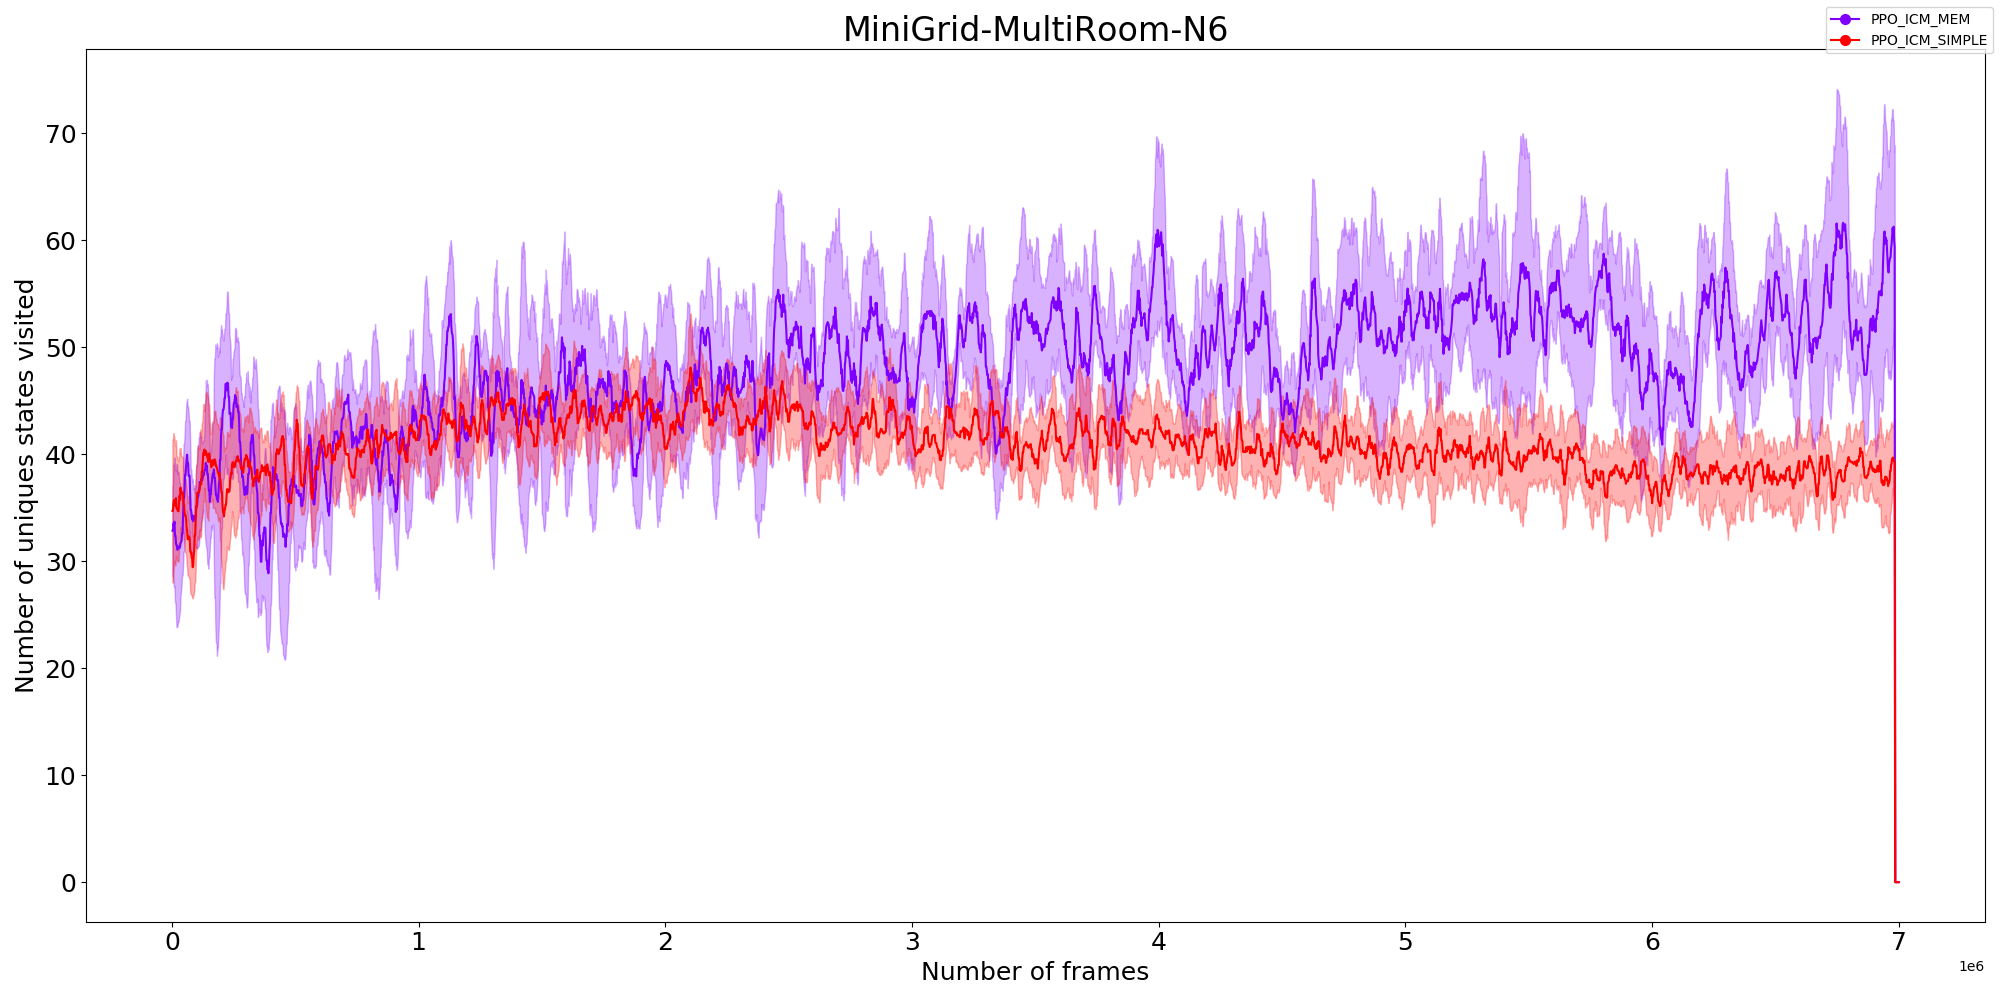 MiniGrid-MultiRoom-N6
PPO_ICM_MEM
PPO_ICM_SIMPLE
Number of uniques states visited
70
60
50
40
30
20
10
0
0 1 2 3 4 5 6 7
1e6
Number of frames